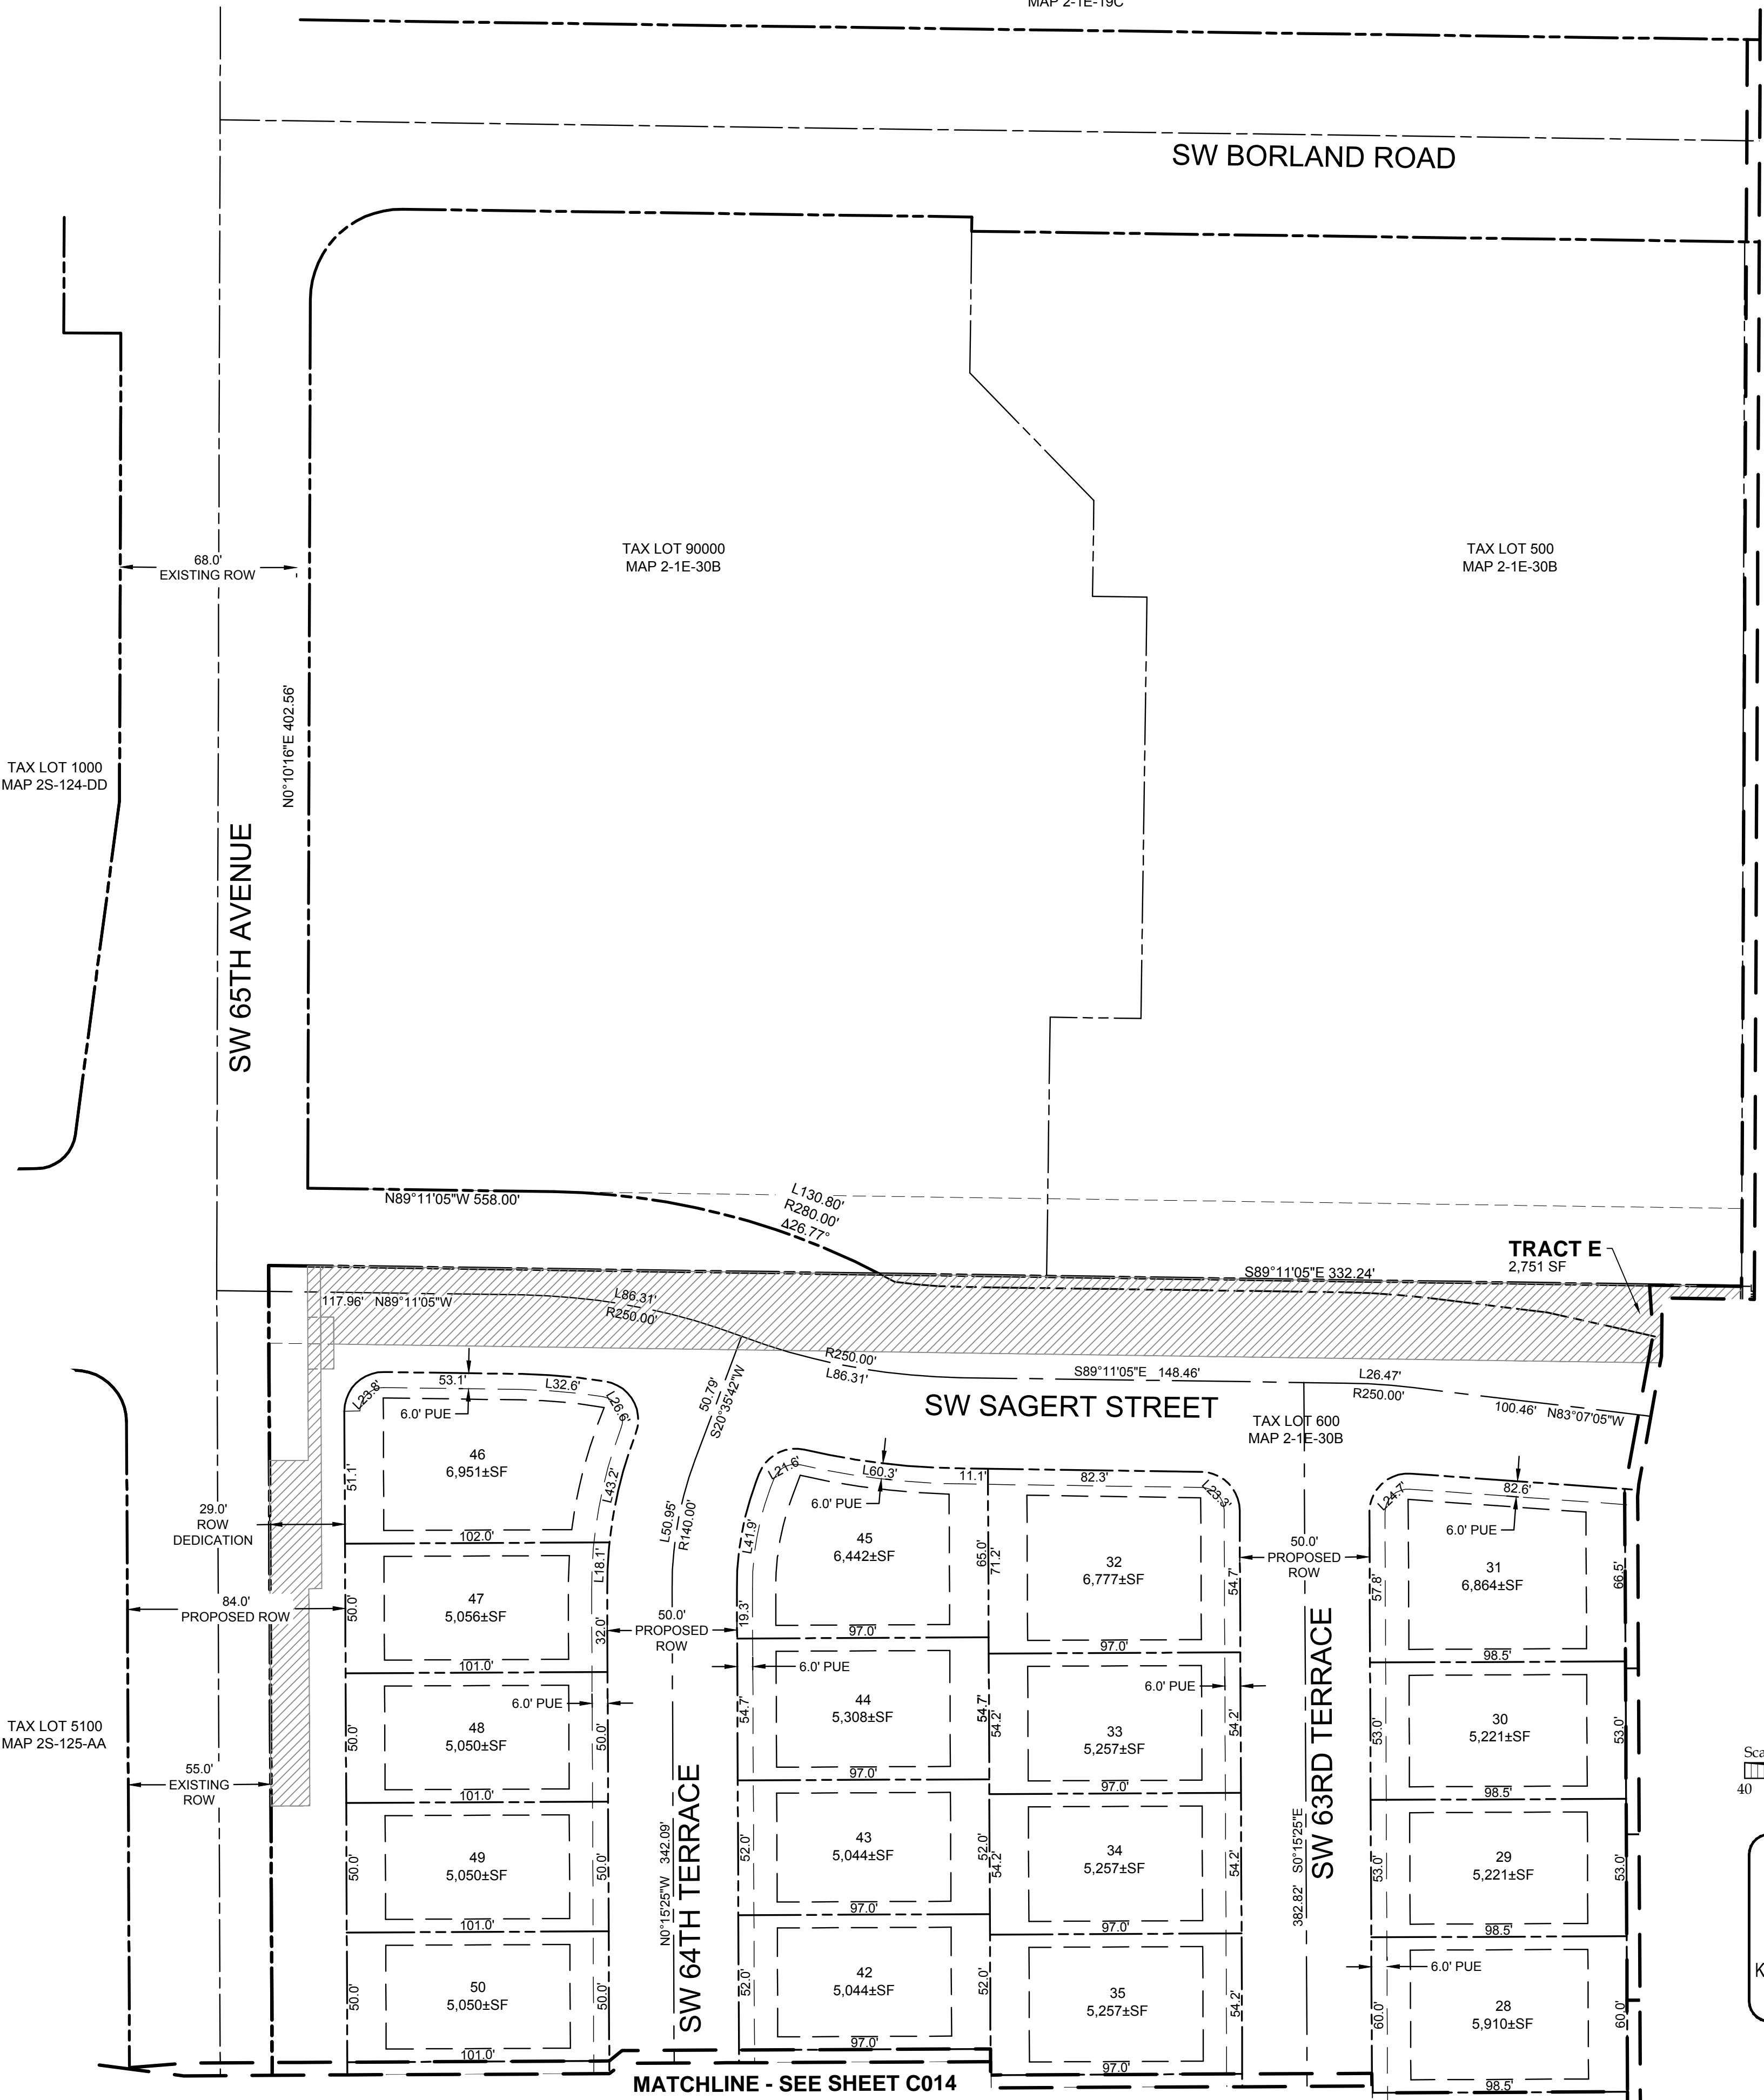 MAP 2-1E-19C
SW BORLAND ROAD
TAX LOT 90000
MAP 2-1E-30B
TAX LOT 500
MAP 2-1E-30B
68.0'
EXISTING ROW
N0°10'16"E 402.56'
TAX LOT 1000
MAP 2S-124-DD
SW 65TH AVENUE
N89°11'05"W 558.00'
L130.80'
R280.00'
Δ26.77°
TRACT E
2,751 SF
S89°11'05"E 332.24'
117.96' N89°11'05"W
L86.31'
R250.00'
R250.00'
L86.31'
S89°11'05"E 148.46'
L26.47'
R250.00'
100.46' N83°07'05"W
SW SAGERT STREET
TAX LOT 600
MAP 2-1E-30B
50.79'
S20°35'42"W
L50.95'
R140.00'
L23.8'
53.1'
L32.6'
L26.6'
6.0' PUE
46
6,951±SF
51.1'
L43.2'
102.0'
29.0'
ROW
DEDICATION
84.0'
PROPOSED ROW
47
5,056±SF
50.0'
L18.1'
32.0'
101.0'
50.0'
PROPOSED
ROW
6.0' PUE
48
5,050±SF
50.0'
50.0'
101.0'
TAX LOT 5100
MAP 2S-125-AA
55.0'
EXISTING
ROW
49
5,050±SF
50.0'
50.0'
101.0'
50
5,050±SF
50.0'
50.0'
101.0'
N0°15'25"W 342.09'
SW 64TH TERRACE
L21.6'
L60.3'
11.1'
6.0' PUE
45
6,442±SF
L41.9'
19.3'
65.0'
97.0'
6.0' PUE
44
5,308±SF
54.7'
54.7'
97.0'
43
5,044±SF
52.0'
52.0'
97.0'
42
5,044±SF
52.0'
52.0'
97.0'
82.3'
L23.3'
71.2'
32
6,777±SF
54.7'
97.0'
6.0' PUE
33
5,257±SF
54.2'
54.2'
97.0'
34
5,257±SF
54.2'
54.2'
97.0'
35
5,257±SF
54.2'
97.0'
50.0'
PROPOSED
ROW
382.82' S0°15'25"E
SW 63RD TERRACE
L24.7'
82.6'
6.0' PUE
31
6,864±SF
57.8'
66.5'
98.5'
30
5,221±SF
53.0'
53.0'
98.5'
29
5,221±SF
53.0'
53.0'
98.5'
6.0' PUE
28
5,910±SF
60.0'
60.0'
98.5'
Sca
40
K
MATCHLINE - SEE SHEET C014